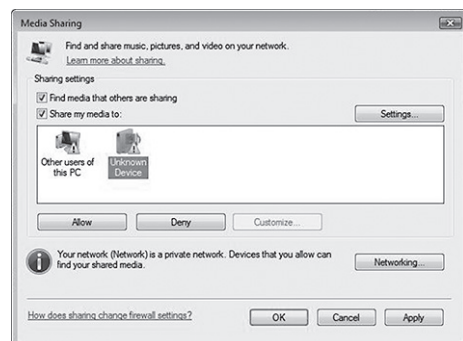 Media Sharing
Find and share music, pictures, and video on your network.
Learn more about sharing.
Sharing settings
Find media that others are sharing
Share my media to:
Settings...
Other users of
this PC
Unknown
Device
Allow
Deny
Customize...
Your network (Network) is a private network. Devices that you allow can
find your shared media.
Networking...
How does sharing change firewall settings?
OK
Cancel
Apply